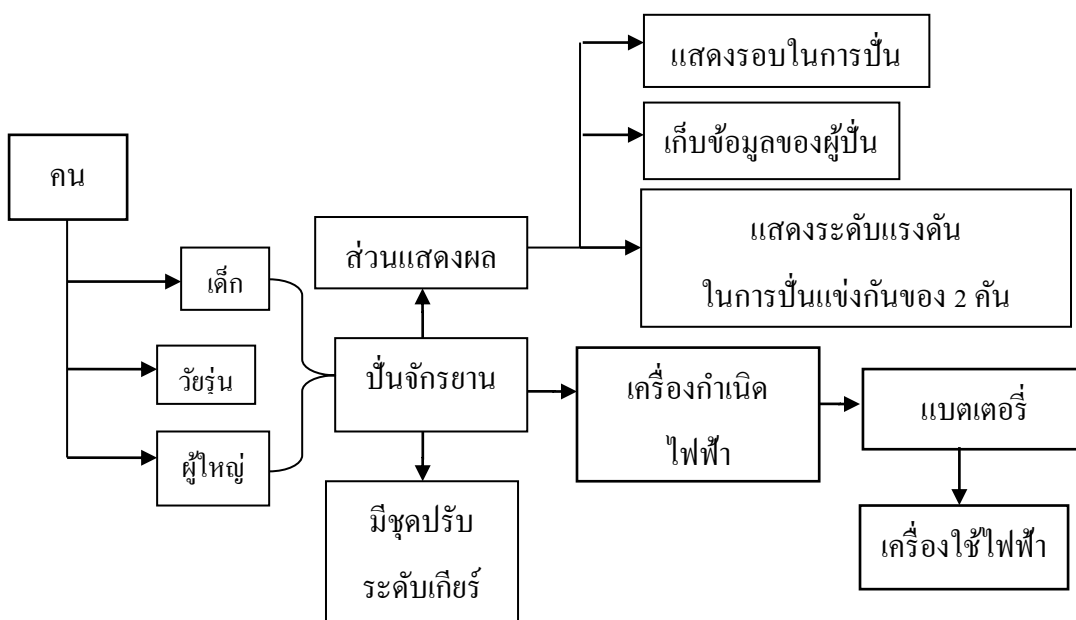 แสดงรอบในการปั่น
เก็บข้อมูลของผู้ปั่น
คน
แสดงระดับแรงดัน
ในการปั่นแข่งกันของ 2 คัน
ส่วนแสดงผล
เด็ก
วัยรุ่น
ปั่นจักรยาน
เครื่องกำเนิด
ไฟฟ้า
แบตเตอรี่
ผู้ใหญ่
มีชุดปรับ
ระดับเกียร์
เครื่องใช้ไฟฟ้า